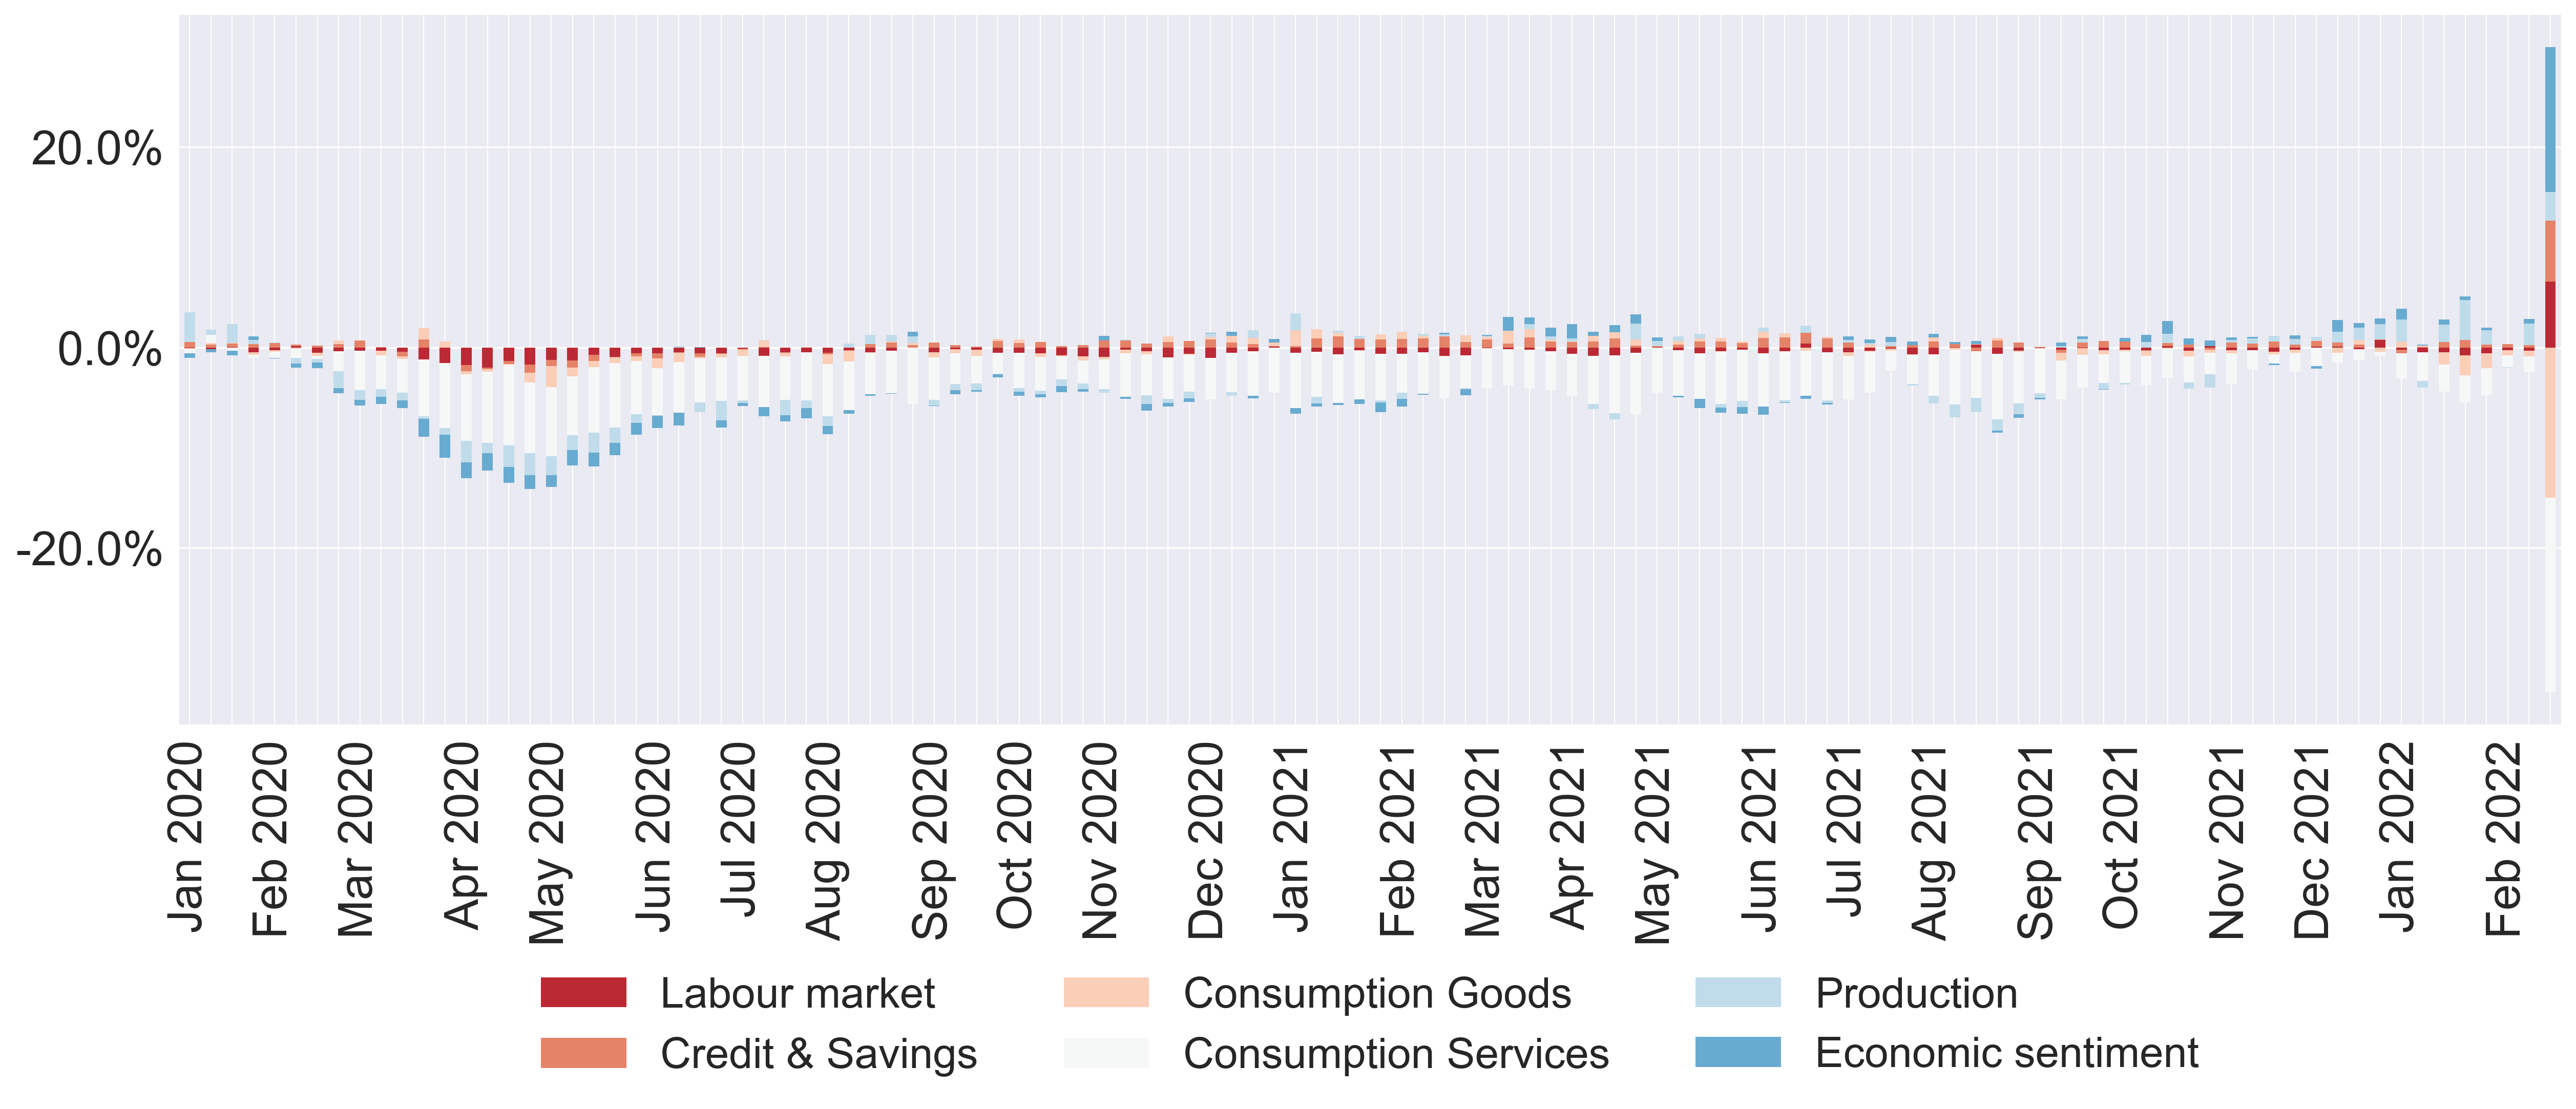 20.0%
0.0%
-20.0%
Jan 2020
Feb 2020
Mar 2020
Apr 2020
May 2020
Jun 2020
Jul 2020
Aug 2020
Sep 2020
Oct 2020
Nov 2020
Dec 2020
Jan 2021
Feb 2021
Mar 2021
Apr 2021
May 2021
Jun 2021
Jul 2021
Aug 2021
Sep 2021
Oct 2021
Nov 2021
Dec 2021
Jan 2022
Feb 2022
Labour market
Consumption Goods
Production
Credit & Savings
Consumption Services
Economic sentiment